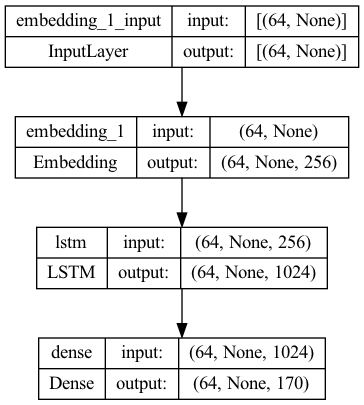 embedding_1_input input: [(64, None)]
InputLayer output: [(64, None)]
embedding_1 input: (64, None)
Embedding output: (64, None, 256)
lstm input: (64, None, 256)
LSTM output: (64, None, 1024)
dense input: (64, None, 1024)
Dense output: (64, None, 170)